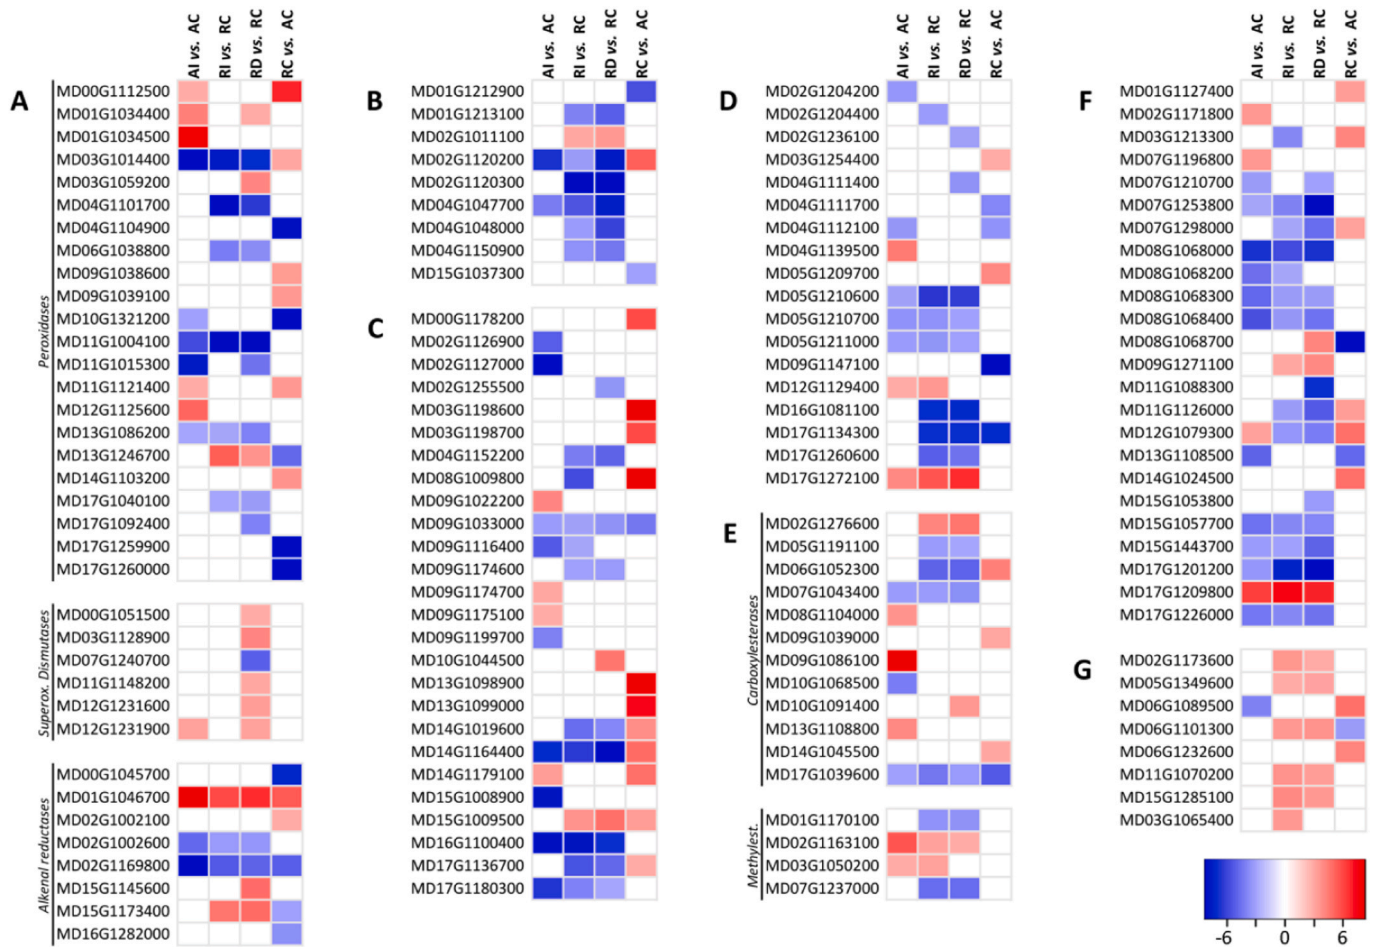 AI vs. AC
RI vs. RC
RD vs. RC
RC vs. AC
A
Peroxidases
MD00G1112500
MD01G1034400
MD01G1034500
MD03G1014400
MD03G1059200
MD04G1101700
MD04G1104900
MD06G1038800
MD09G1038600
MD09G1039100
MD10G1321200
MD11G1004100
MD11G1015300
MD11G1121400
MD12G1125600
MD13G1086200
MD13G1246700
MD14G1103200
MD17G1040100
MD17G1092400
MD17G1259900
MD17G1260000
Superox. Dismutases
MD00G1051500
MD03G1128900
MD07G1240700
MD11G1148200
MD12G1231600
MD12G1231900
Alkenal reductases
MD00G1045700
MD01G1046700
MD02G1002100
MD02G1002600
MD02G1169800
MD15G1145600
MD15G1173400
MD16G1282000
AI vs. AC
RI vs. RC
RD vs. RC
RC vs. AC
B
MD01G1212900
MD01G1213100
MD02G1011100
MD02G1120200
MD02G1120300
MD04G1047700
MD04G1048000
MD04G1150900
MD15G1037300
C
MD00G1178200
MD02G1126900
MD02G1127000
MD02G1255500
MD03G1198600
MD03G1198700
MD04G1152200
MD08G1009800
MD09G1022200
MD09G1033000
MD09G1116400
MD09G1174600
MD09G1174700
MD09G1175100
MD09G1199700
MD10G1044500
MD13G1098900
MD13G1099000
MD14G1019600
MD14G1164400
MD14G1179100
MD15G1008900
MD15G1009500
MD16G1100400
MD17G1136700
MD17G1180300
AI vs. AC
RI vs. RC
RD vs. RC
RC vs. AC
D
MD02G1204200
MD02G1204400
MD02G1236100
MD03G1254400
MD04G1111400
MD04G1111700
MD04G1112100
MD04G1139500
MD05G1209700
MD05G1210600
MD05G1210700
MD05G1211000
MD09G1147100
MD12G1129400
MD16G1081100
MD17G1134300
MD17G1260600
MD17G1272100
E
Carboxylesterases
MD02G1276600
MD05G1191100
MD06G1052300
MD07G1043400
MD08G1104000
MD09G1039000
MD09G1086100
MD10G1068500
MD10G1091400
MD13G1108800
MD14G1045500
MD17G1039600
Methylest.
MD01G1170100
MD02G1163100
MD03G1050200
MD07G1237000
AI vs. AC
RI vs. RC
RD vs. RC
RC vs. AC
F
MD01G1127400
MD02G1171800
MD03G1213300
MD07G1196800
MD07G1210700
MD07G1253800
MD07G1298000
MD08G1068000
MD08G1068200
MD08G1068300
MD08G1068400
MD08G1068700
MD09G1271100
MD11G1088300
MD11G1126000
MD12G1079300
MD13G1108500
MD14G1024500
MD15G1053800
MD15G1057700
MD15G1443700
MD17G1201200
MD17G1209800
MD17G1226000
G
MD02G1173600
MD05G1349600
MD06G1089500
MD06G1101300
MD06G1232600
MD11G1070200
MD15G1285100
MD03G1065400
-6 0 6